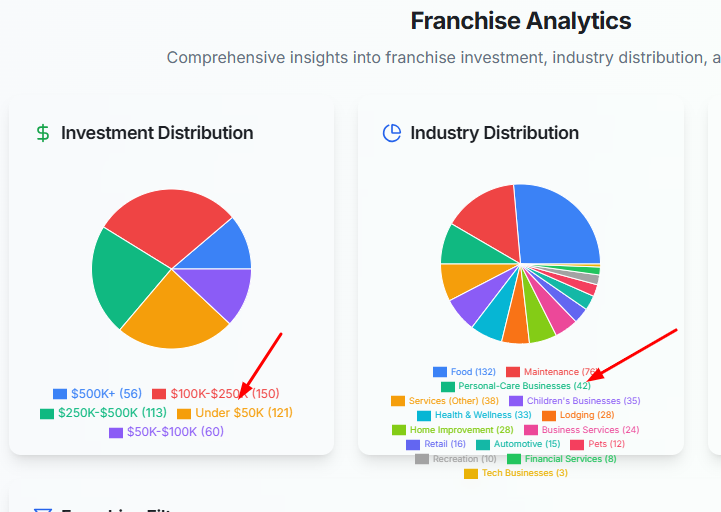 Franchise Analytics
Comprehensive insights into franchise investment, industry distribution, a
Investment Distribution
$500K+ (56) $100K-$250K (150)
$250K-$500K (113) Under $50K (121)
$50K-$100K (60)
Industry Distribution
Food (132) Maintenance (76)
Personal-Care Businesses (42)
Services (Other) (38) Children's Businesses (35)
Health & Wellness (33) Lodging (28)
Home Improvement (28) Business Services (24)
Retail (16) Automotive (15) Pets (12)
Recreation (10) Financial Services (8)
Tech Businesses (3)